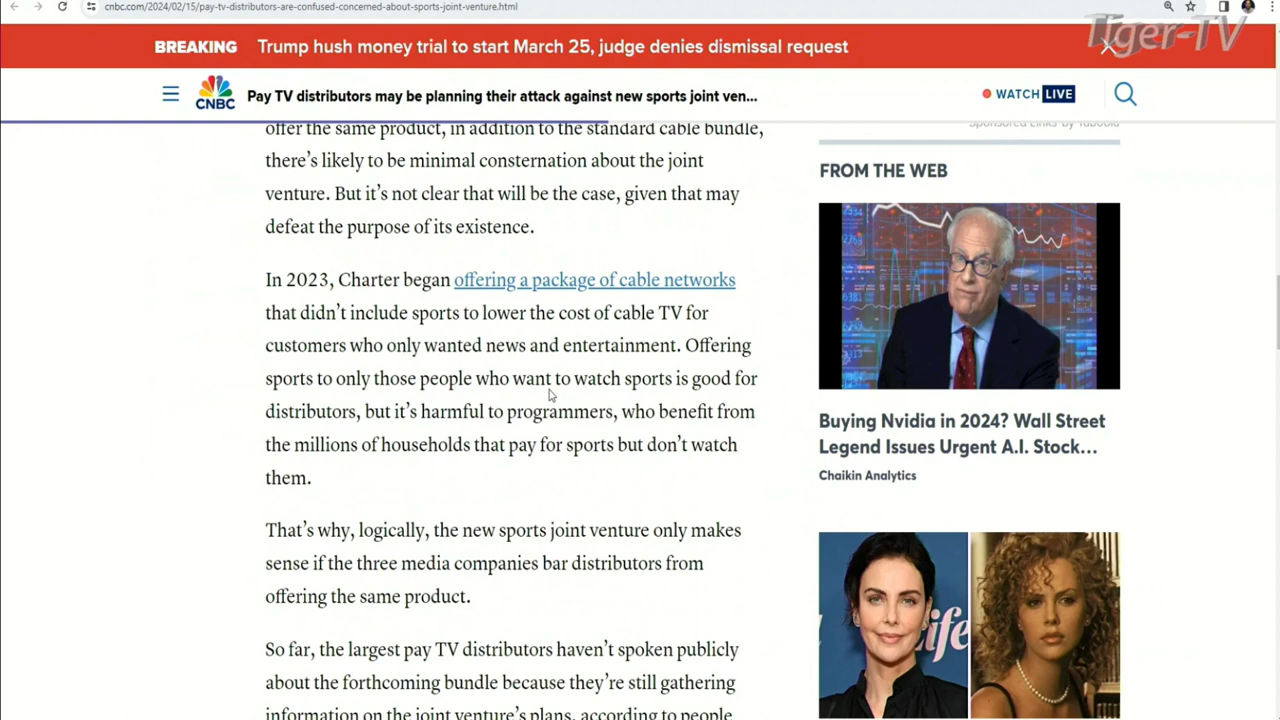 cnbc.com/2024/02/15/pay-tv-distributors-are-confused-concerned-about-sports-joint-venture.html
Tiger-TV
BREAKING Trump hush money trial to start March 25, judge denies dismissal request
CNBC
Pay TV distributors may be planning their attack against new sports joint ven...
WATCH LIVE
offer the same product, in addition to the standard cable bundle,
there's likely to be minimal consternation about the joint
venture. But it's not clear that will be the case, given that may
defeat the purpose of its existence.
In 2023, Charter began offering a package of cable networks
that didn't include sports to lower the cost of cable TV for
customers who only wanted news and entertainment. Offering
sports to only those people who want to watch sports is good for
distributors, but it's harmful to programmers, who benefit from
the millions of households that pay for sports but don't watch
them.
That's why, logically, the new sports joint venture only makes
sense if the three media companies bar distributors from
offering the same product.
So far, the largest pay TV distributors haven't spoken publicly
about the forthcoming bundle because they're still gathering
information on the joint venture's plans, according to people
Sponsored Links by Taboola
FROM THE WEB
Buying Nvidia in 2024? Wall Street
Legend Issues Urgent A.I. Stock...
Chaikin Analytics